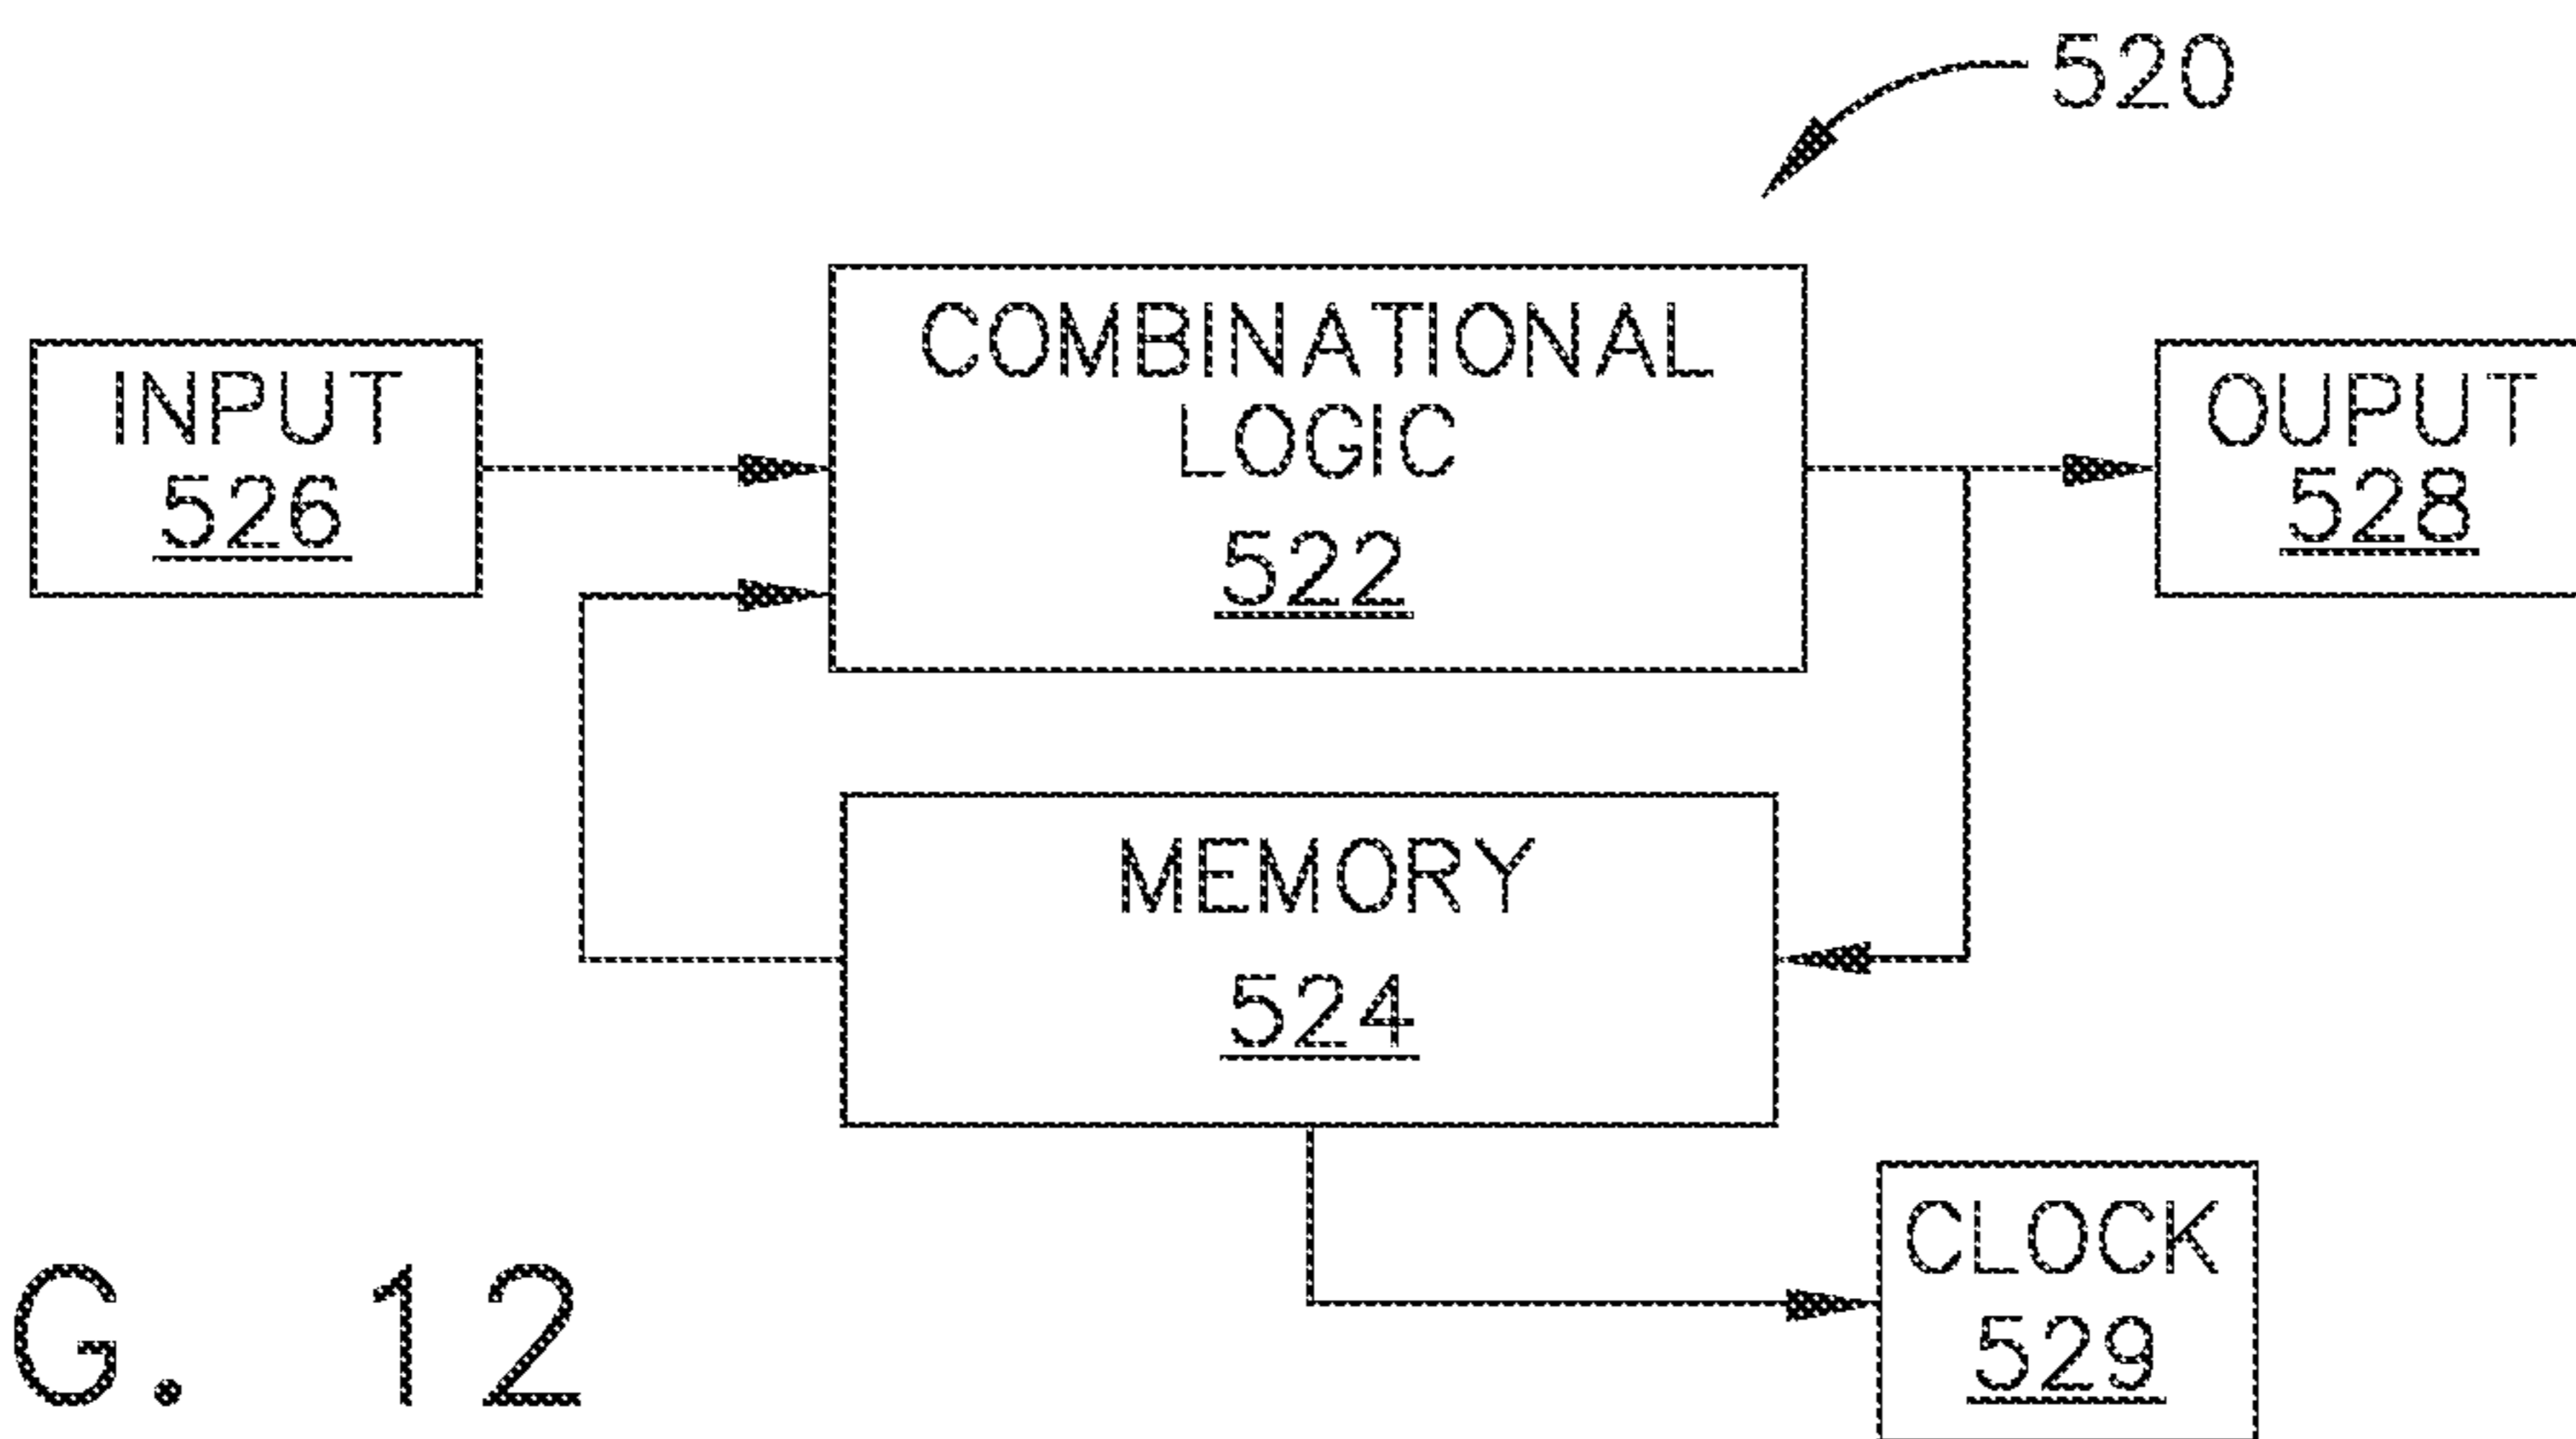 520
COMBINATIONAL
LOGIC
522
INPUT
526
OUPUT
528
MEMORY
524
CLOCK
529
G. 12